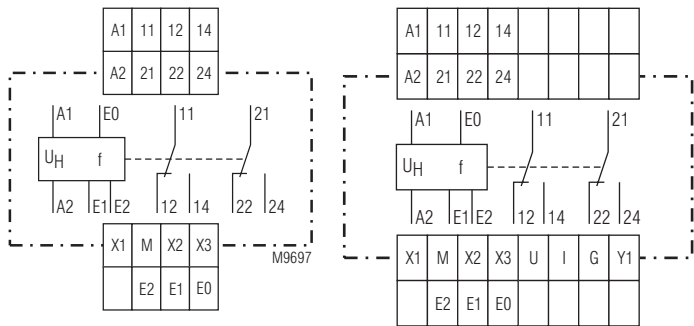 A1 11 12 14
A2 21 22 24
A1 E0 11 21
UH f
A2 E1 E2 12 14 22 24
X1 M X2 X3
E2 E1 E0
M9697
A1 11 12 14
A2 21 22 24
A1 E0 11 21
UH f
A2 E1 E2 12 14 22 24
X1 M X2 X3 U I G Y1
E2 E1 E0